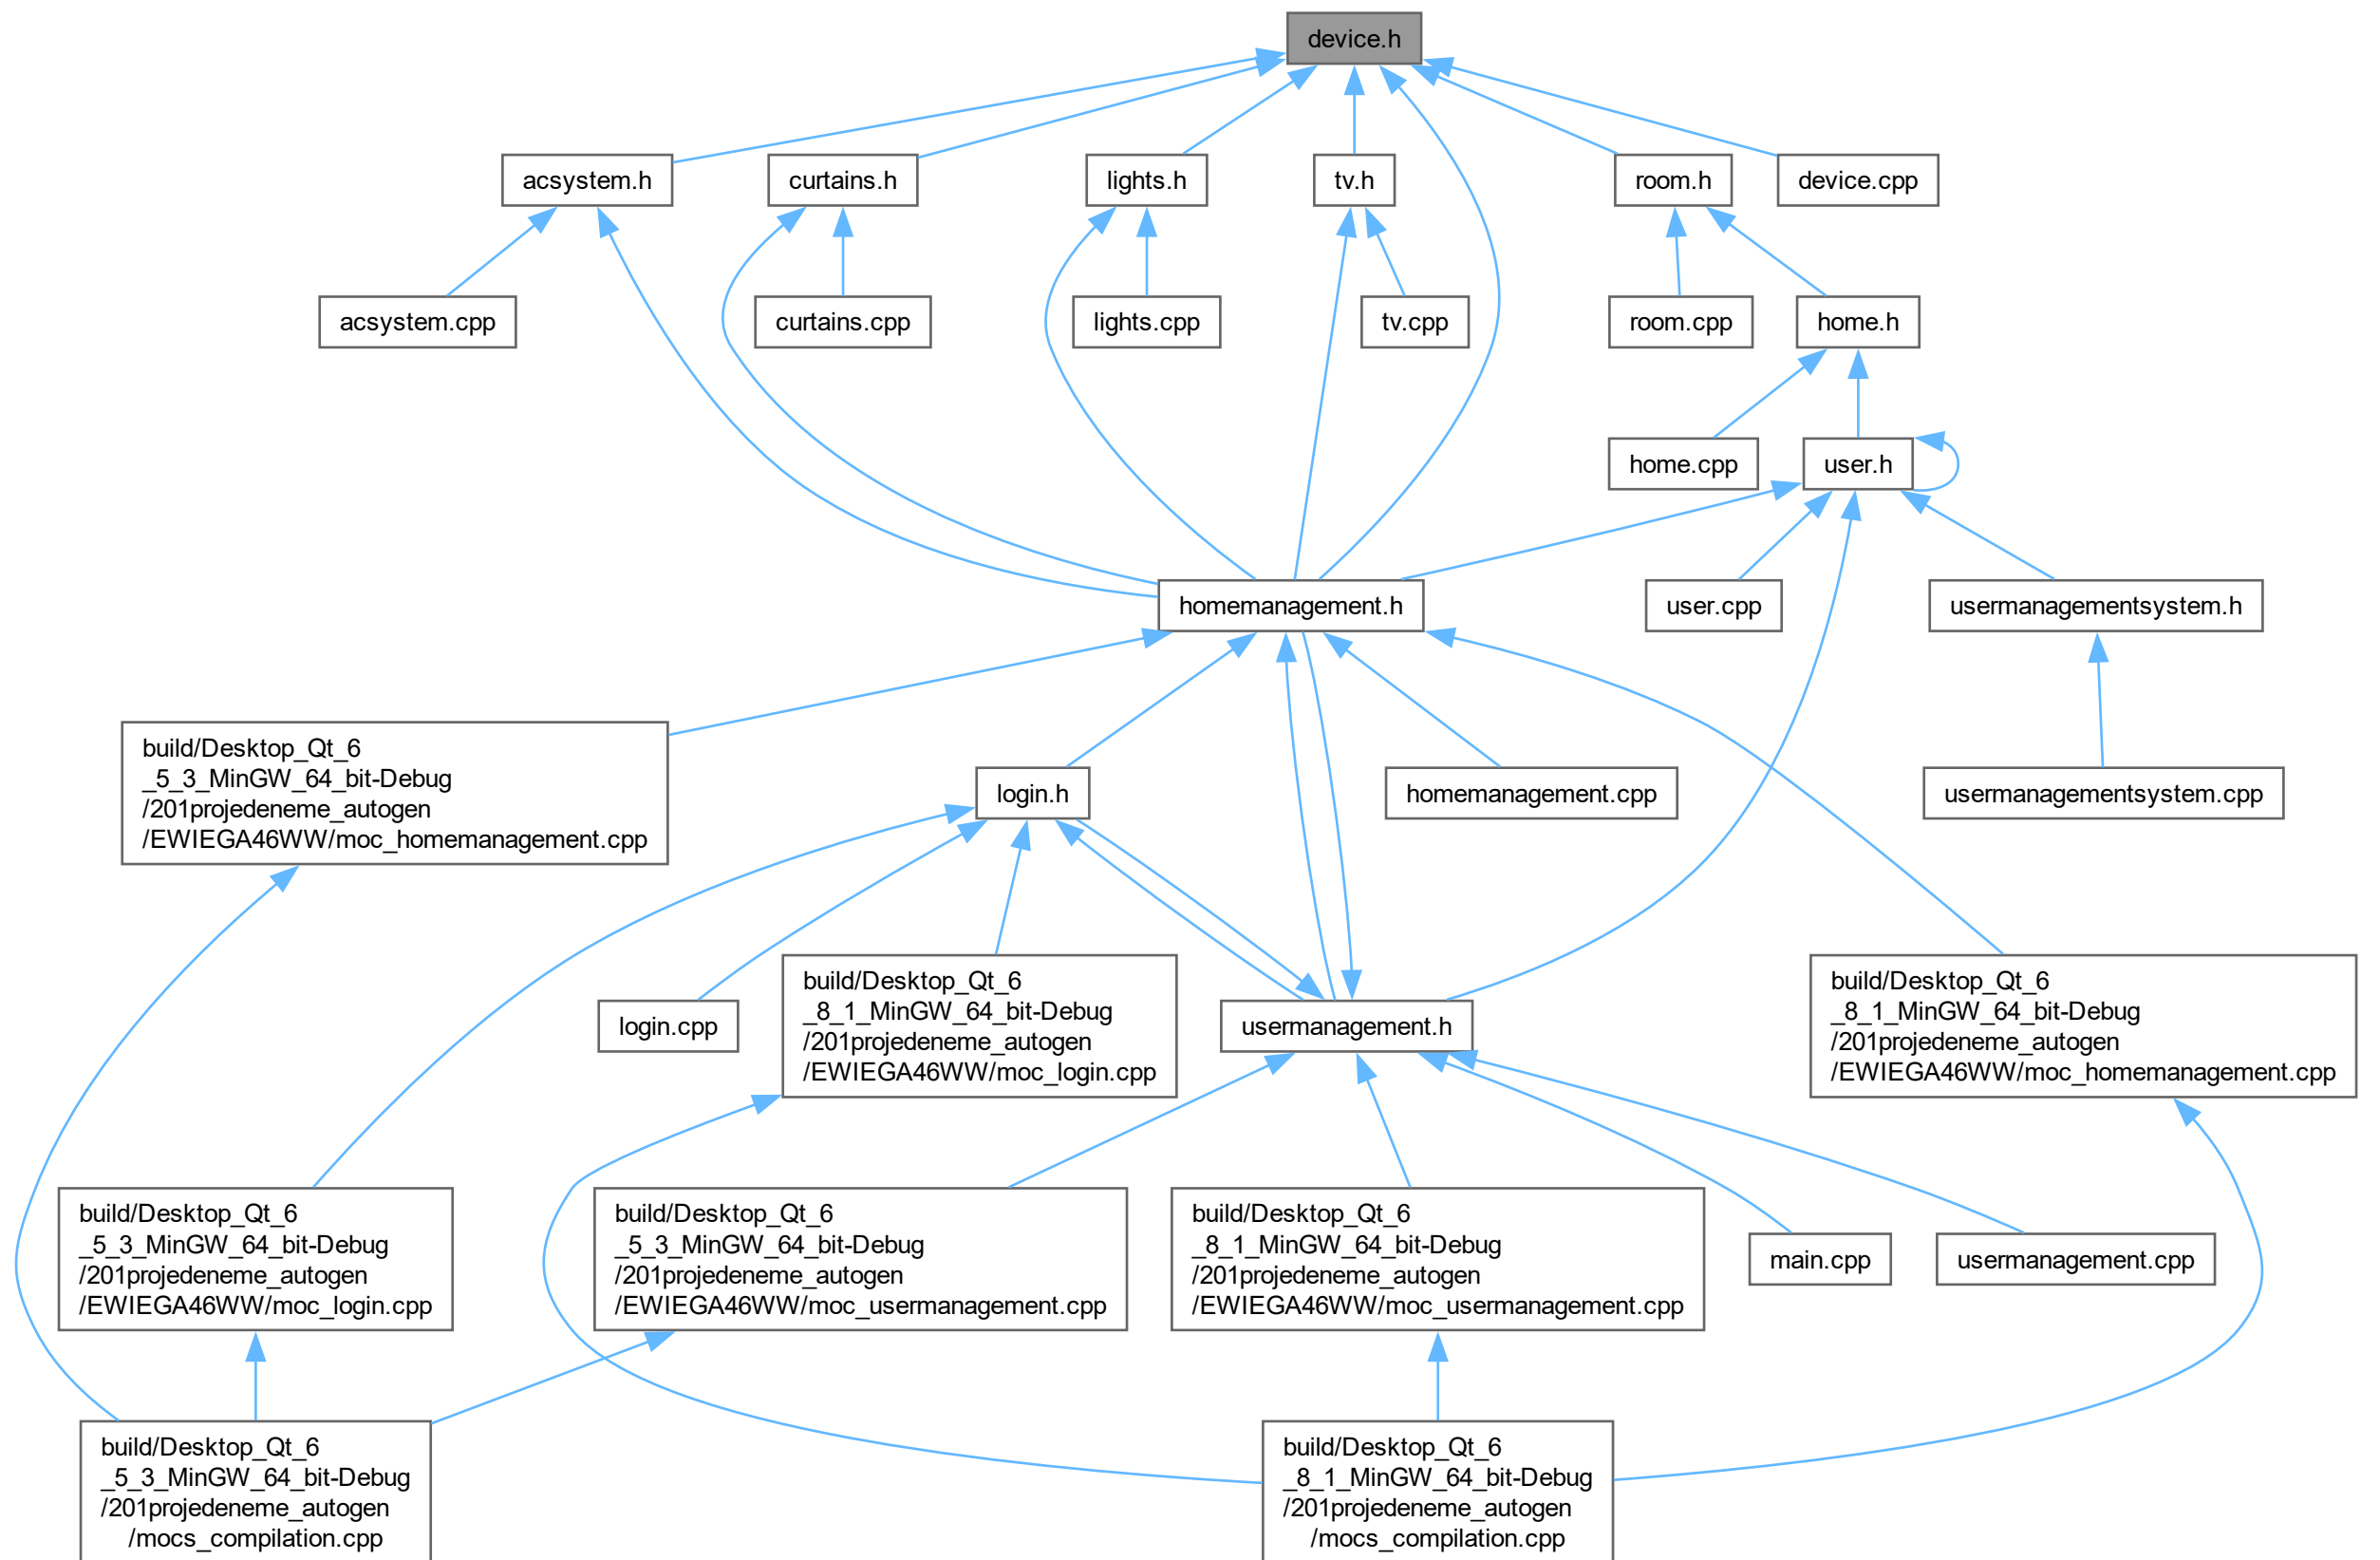 device.h
acsystem.h
curtains.h
lights.h
tv.h
room.h
device.cpp
acsystem.cpp
curtains.cpp
lights.cpp
tv.cpp
room.cpp
home.h
home.cpp
user.h
homemanagement.h
user.cpp
usermanagementsystem.h
build/Desktop_Qt_6
_5_3_MinGW_64_bit-Debug
/201projedeneme_autogen
/EWIEGA46WW/moc_homemanagement.cpp
login.h
homemanagement.cpp
usermanagementsystem.cpp
login.cpp
build/Desktop_Qt_6
_8_1_MinGW_64_bit-Debug
/201projedeneme_autogen
/EWIEGA46WW/moc_login.cpp
usermanagement.h
build/Desktop_Qt_6
_8_1_MinGW_64_bit-Debug
/201projedeneme_autogen
/EWIEGA46WW/moc_homemanagement.cpp
build/Desktop_Qt_6
_5_3_MinGW_64_bit-Debug
/201projedeneme_autogen
/EWIEGA46WW/moc_login.cpp
build/Desktop_Qt_6
_5_3_MinGW_64_bit-Debug
/201projedeneme_autogen
/EWIEGA46WW/moc_usermanagement.cpp
build/Desktop_Qt_6
_8_1_MinGW_64_bit-Debug
/201projedeneme_autogen
/EWIEGA46WW/moc_usermanagement.cpp
main.cpp
usermanagement.cpp
build/Desktop_Qt_6
_5_3_MinGW_64_bit-Debug
/201projedeneme_autogen
/mocs_compilation.cpp
build/Desktop_Qt_6
_8_1_MinGW_64_bit-Debug
/201projedeneme_autogen
/mocs_compilation.cpp